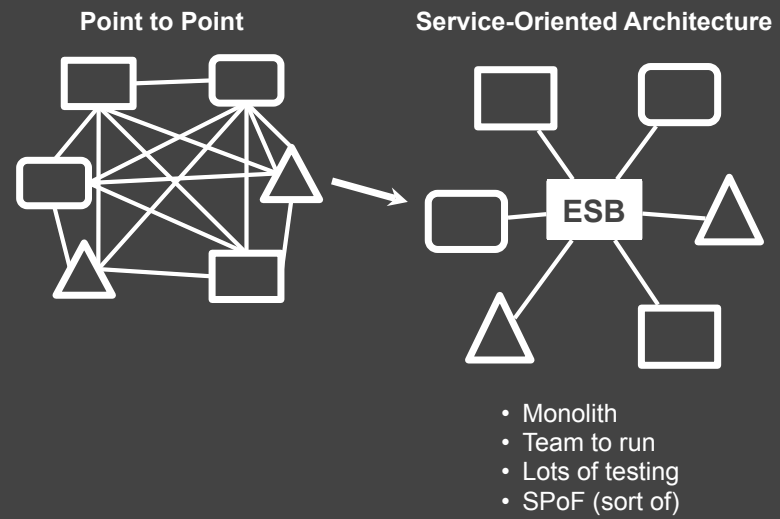 Point to Point
Service-Oriented Architecture
ESB
• Monolith
• Team to run
• Lots of testing
• SPoF (sort of)